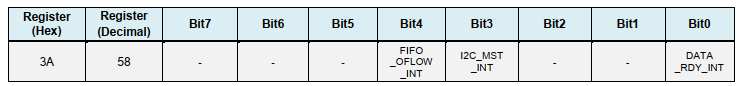 Register (Hex) Register (Decimal) Bit7 Bit6 Bit5 Bit4 Bit3 Bit2 Bit1 Bit0
3A 58 - - - FIFO _OFLOW _INT I2C_MST _INT - - DATA _RDY_INT